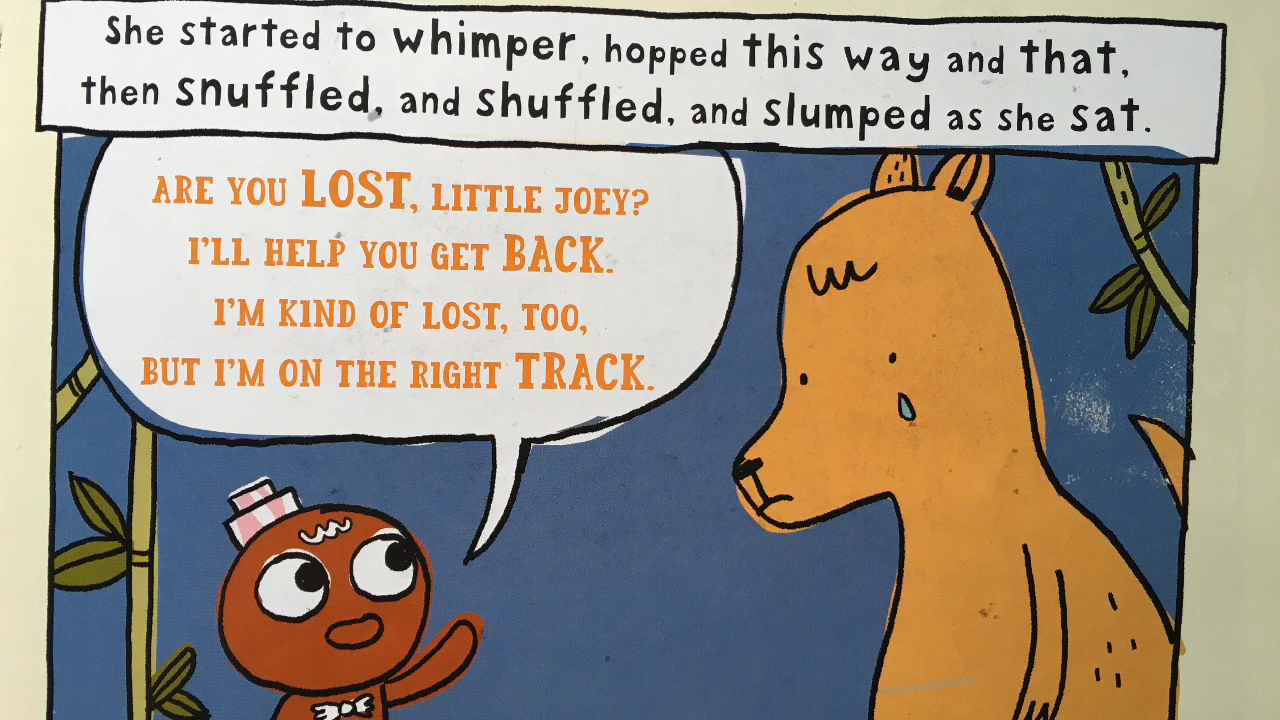 She started to whimper, hopped this way and that,
then snuffled, and shuffled, and slumped as she sat.
ARE YOU LOST, LITTLE JOEY?
I'LL HELP YOU GET BACK.
I'M KIND OF LOST, TOO,
BUT I'M ON THE RIGHT TRACK.